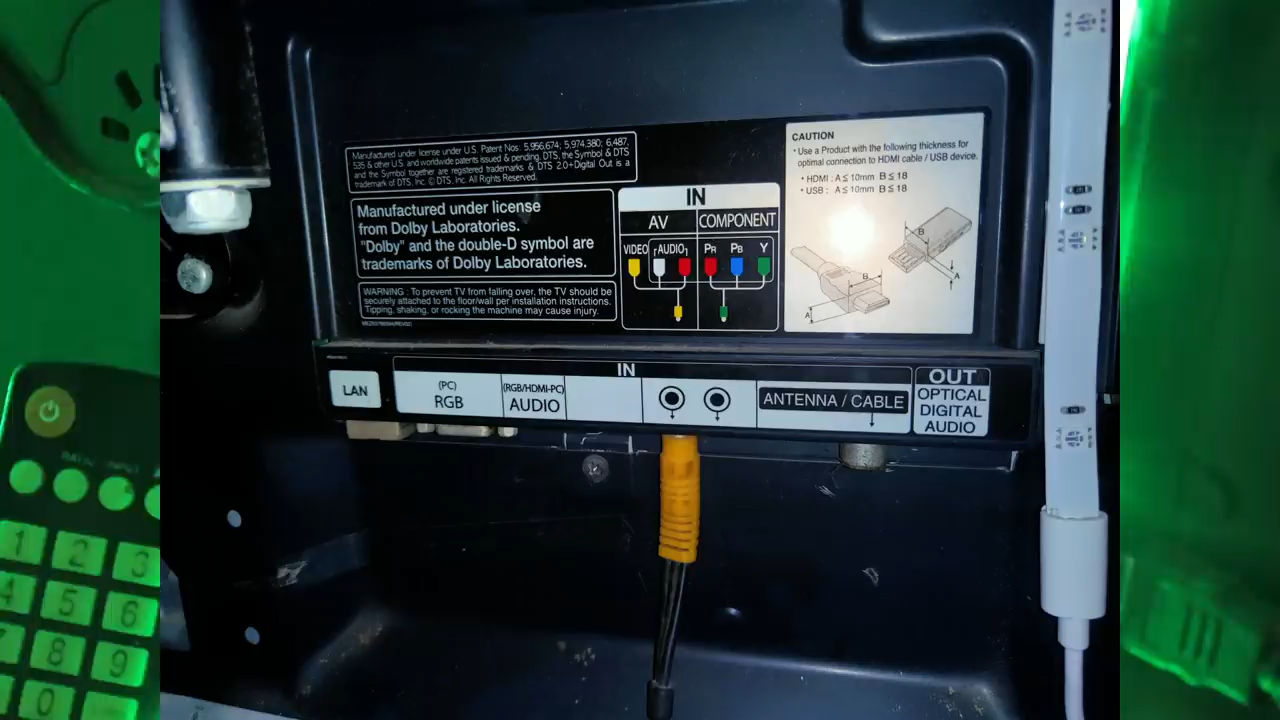 Manufactured under license under U.S. Patent Nos: 5,956,674; 5,974,380; 6,487,
535 & other U.S. and worldwide patents issued & pending. DTS, the Symbol & DTS
and the Symbol together are registered trademarks & DTS 2.0+Digital Out is a
trademark of DTS, Inc. © DTS, Inc. All Rights Reserved.
Manufactured under license
from Dolby Laboratories.
"Dolby" and the double-D symbol are
trademarks of Dolby Laboratories.
WARNING : To prevent TV from falling over, the TV should be
securely attached to the floor/wall per installation instructions.
Tipping, shaking, or rocking the machine may cause injury.
IN
AV COMPONENT
VIDEO AUDIO PR PB Y
CAUTION
• Use a Product with the following thickness for
optimal connection to HDMI cable / USB device.
• HDMI : A ≤ 10mm B ≤ 18
• USB : A ≤ 10mm B ≤ 18
B
A
B
A
IN
LAN
(PC)
RGB
(RGB/HDMI-PC)
AUDIO
ANTENNA / CABLE
OUT
OPTICAL
DIGITAL
AUDIO
1 2 3
4 5 6
7 8 9
0